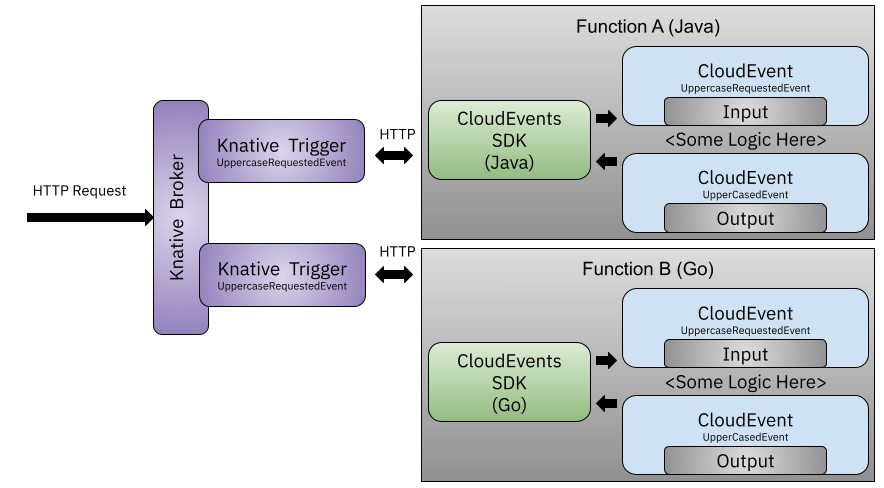 HTTP Request
Knative Broker
Knative Trigger
UppercaseRequestedEvent
HTTP
Knative Trigger
UppercaseRequestedEvent
HTTP
Function A (Java)
CloudEvents
SDK
(Java)
CloudEvent
UppercaseRequestedEvent
Input
<Some Logic Here>
CloudEvent
UpperCasedEvent
Output
Function B (Go)
CloudEvents
SDK
(Go)
CloudEvent
UppercaseRequestedEvent
Input
<Some Logic Here>
CloudEvent
UpperCasedEvent
Output